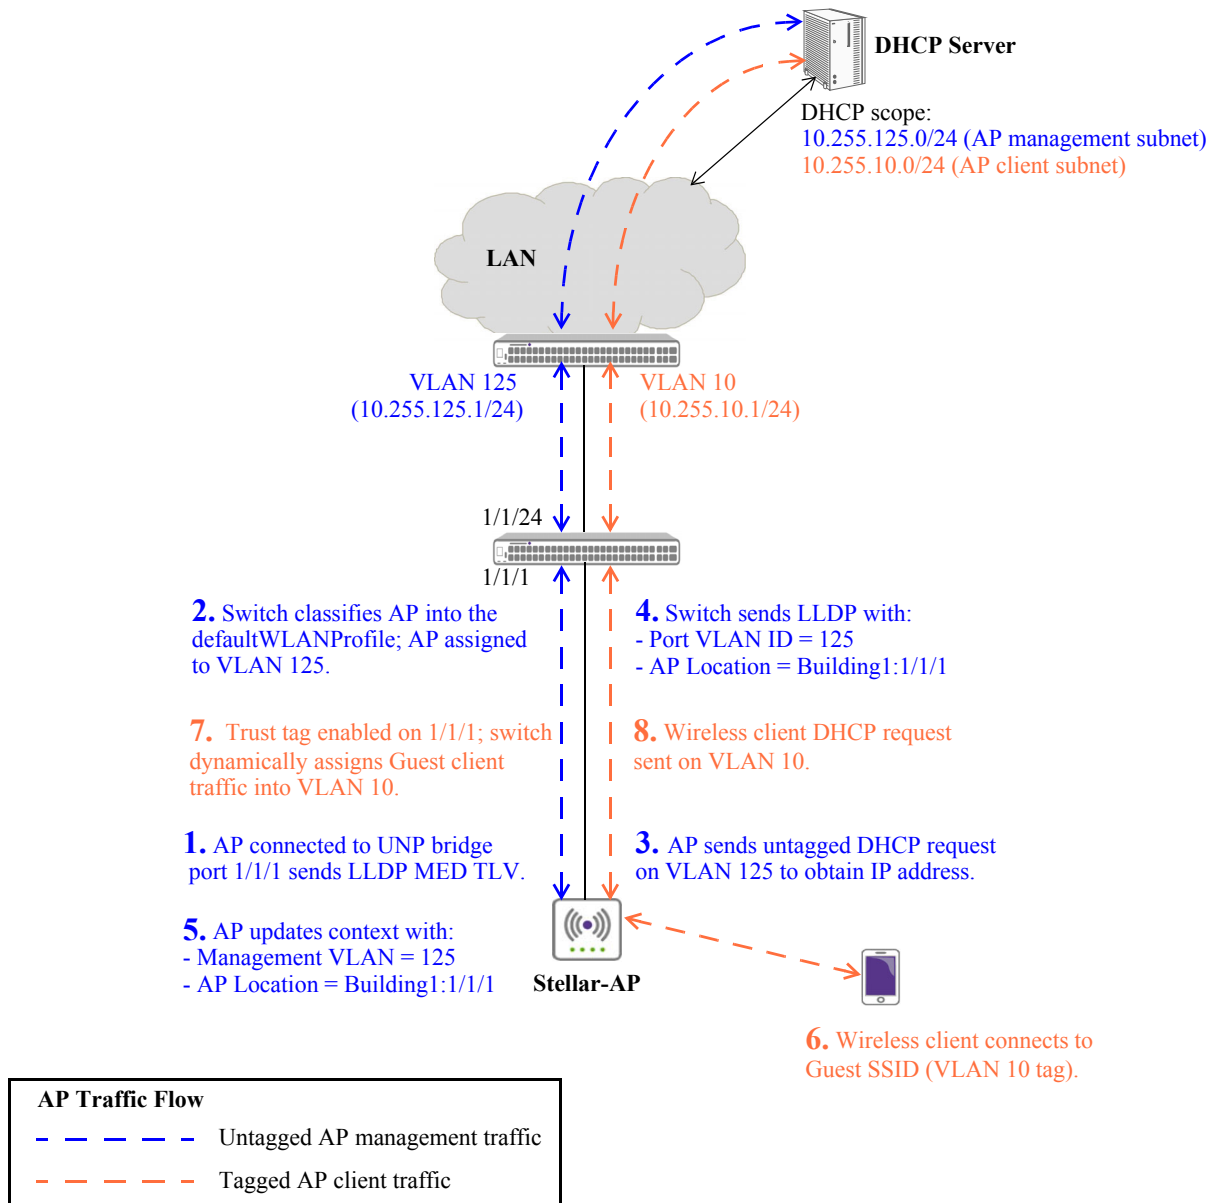 DHCP Server
DHCP scope:
10.255.125.0/24 (AP management subnet)
10.255.10.0/24 (AP client subnet)
LAN
VLAN 125
(10.255.125.1/24)
VLAN 10
(10.255.10.1/24)
1/1/24
1/1/1
2. Switch classifies AP into the
defaultWLANProfile; AP assigned
to VLAN 125.
4. Switch sends LLDP with:
- Port VLAN ID = 125
- AP Location = Building1:1/1/1
7. Trust tag enabled on 1/1/1; switch
dynamically assigns Guest client
traffic into VLAN 10.
8. Wireless client DHCP request
sent on VLAN 10.
1. AP connected to UNP bridge
port 1/1/1 sends LLDP MED TLV.
3. AP sends untagged DHCP request
on VLAN 125 to obtain IP address.
5. AP updates context with:
- Management VLAN = 125
- AP Location = Building1:1/1/1
Stellar-AP
6. Wireless client connects to
Guest SSID (VLAN 10 tag).
AP Traffic Flow
Untagged AP management traffic
Tagged AP client traffic